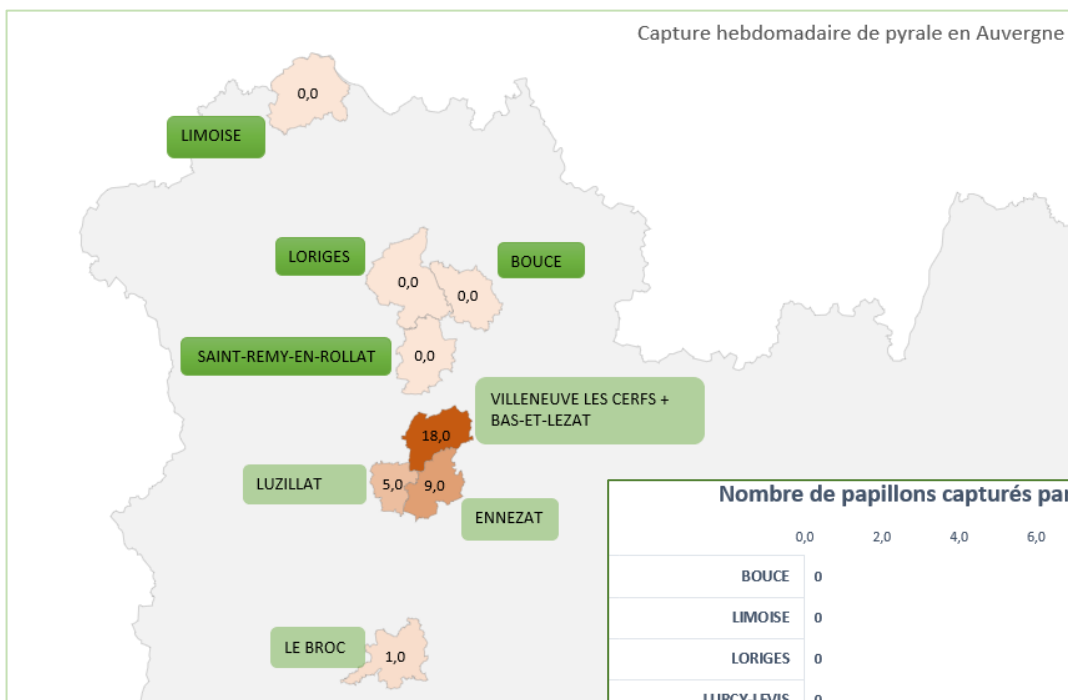 Capture hebdomadaire de pyrale en Auvergne
0,0
LIMOISE
LORIGES
BOUCE
0,0
0,0
SAINT-REMY-EN-ROLLAT
0,0
VILLENEUVE LES CERFS +
BAS-ET-LEZAT
18,0
LUZILLAT
5,0
9,0
ENNEZAT
Nombre de papillons capturés par
0,0 2,0 4,0 6,0
BOUCE 0
LIMOISE 0
LORIGES 0
LURCY-LEVIS 0
LE BROC
1,0